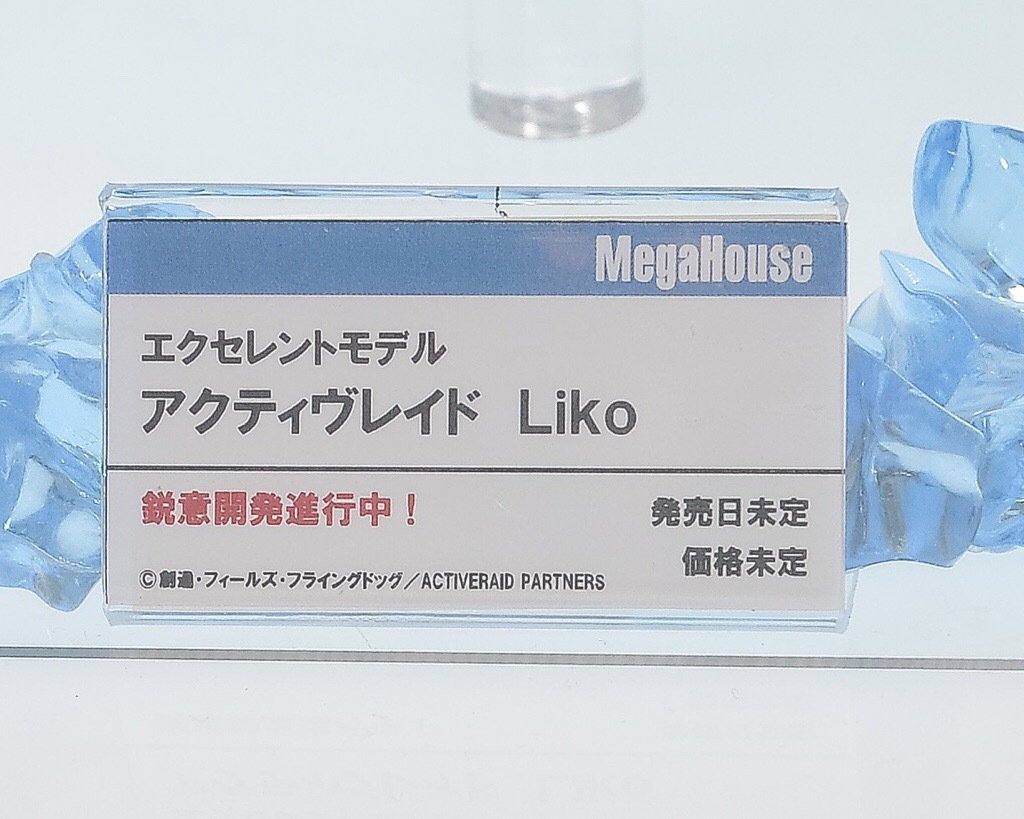 MegaHouse
エクセレントモデル
アクティヴレイド Liko
鋭意開発進行中！
発売日未定
価格未定
©創通・フィールズ・フライングドッグ／ACTIVERAID PARTNERS